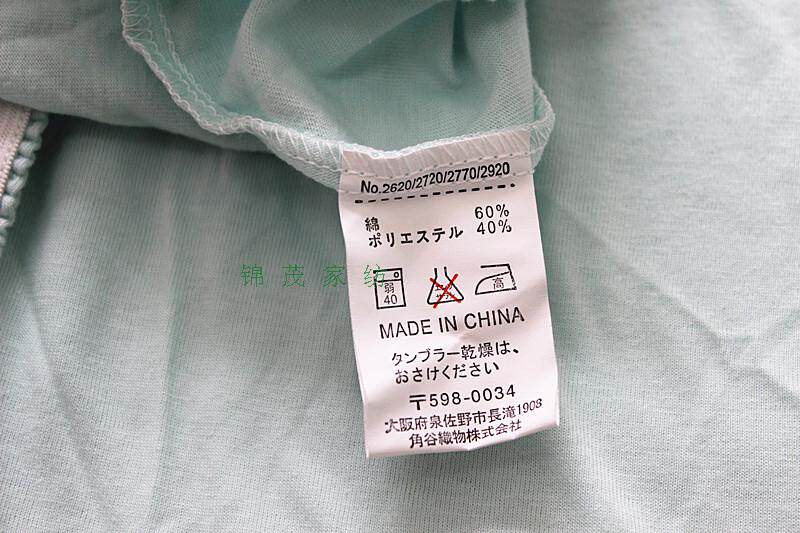 No.2620/2720/2770/2920
綿 60%
ポリエステル 40%
锦茂家纺
弱 40
高
MADE IN CHINA
タンブラー乾燥は、
おさけください
〒598-0034
大阪府泉佐野市長滝1908
角谷織物株式会社